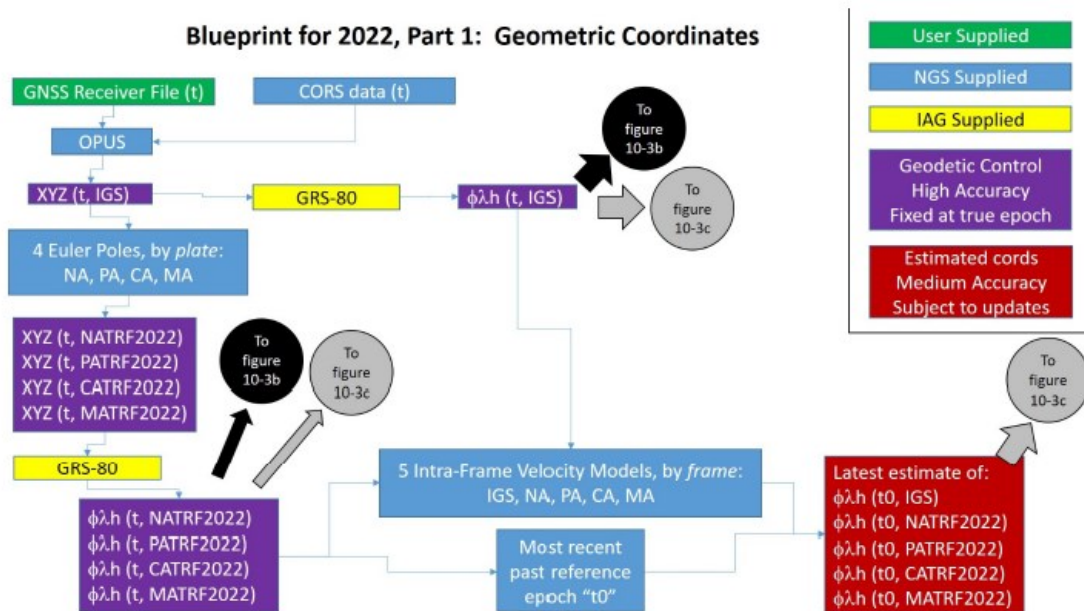 Blueprint for 2022, Part 1: Geometric Coordinates
User Supplied
NGS Supplied
IAG Supplied
Geodetic Control
High Accuracy
Fixed at true epoch
Estimated cords
Medium Accuracy
Subject to updates
GNSS Receiver File (t)
CORS data (t)
OPUS
XYZ (t, IGS)
GRS-80
ϕλh (t, IGS)
To
figure
10-3b
To
figure
10-3c
4 Euler Poles, by plate:
NA, PA, CA, MA
XYZ (t, NATRF2022)
XYZ (t, PATRF2022)
XYZ (t, CATRF2022)
XYZ (t, MATRF2022)
To
figure
10-3b
To
figure
10-3c
To
figure
10-3c
GRS-80
ϕλh (t, NATRF2022)
ϕλh (t, PATRF2022)
ϕλh (t, CATRF2022)
ϕλh (t, MATRF2022)
5 Intra-Frame Velocity Models, by frame:
IGS, NA, PA, CA, MA
Most recent
past reference
epoch “t0”
Latest estimate of:
ϕλh (t0, IGS)
ϕλh (t0, NATRF2022)
ϕλh (t0, PATRF2022)
ϕλh (t0, CATRF2022)
ϕλh (t0, MATRF2022)